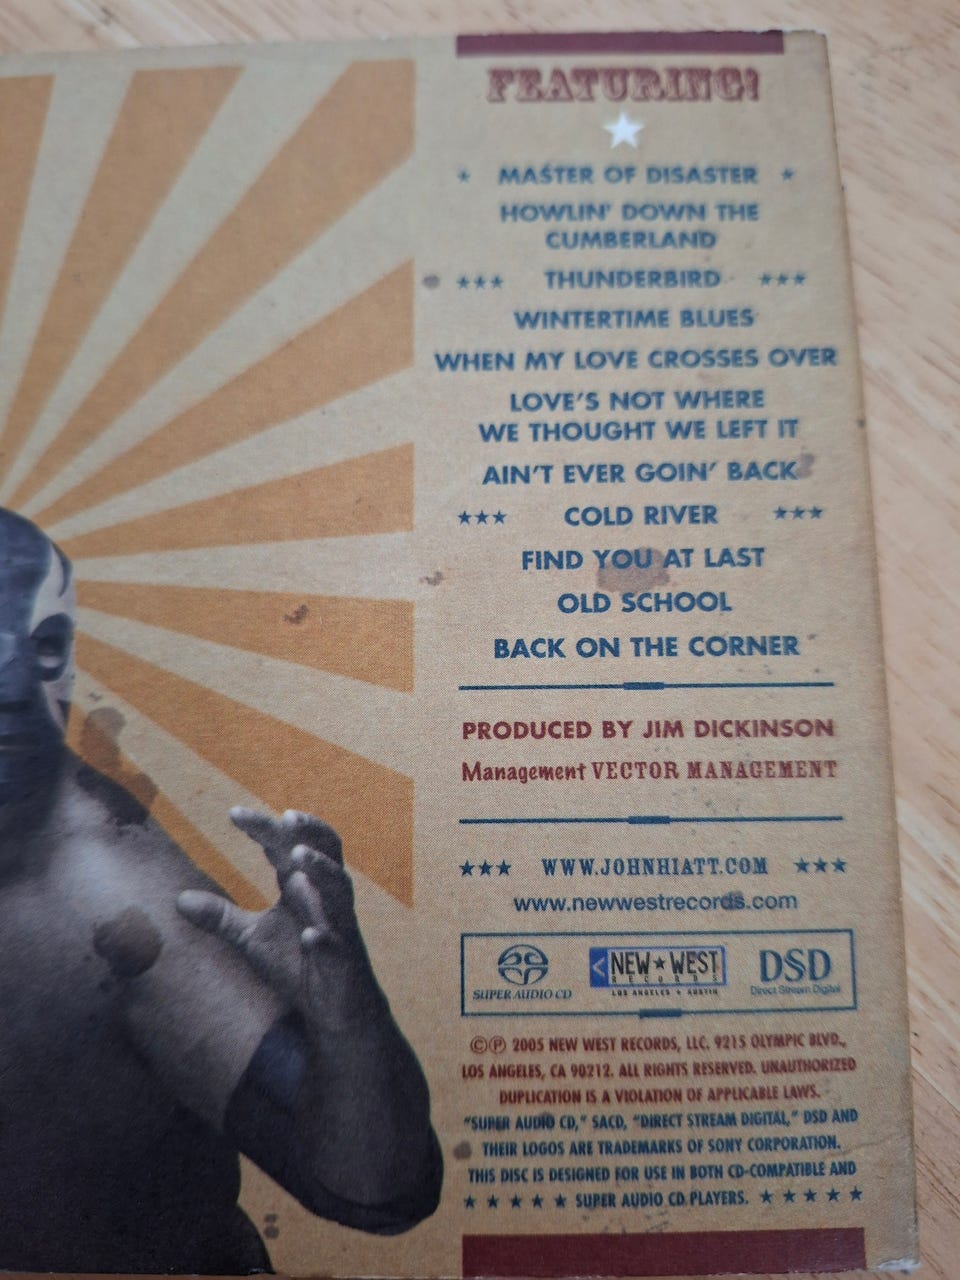 FEATURING!
MASTER OF DISASTER
HOWLIN' DOWN THE
CUMBERLAND
THUNDERBIRD
WINTERTIME BLUES
WHEN MY LOVE CROSSES OVER
LOVE'S NOT WHERE
WE THOUGHT WE LEFT IT
AIN'T EVER GOIN' BACK
COLD RIVER
FIND YOU AT LAST
OLD SCHOOL
BACK ON THE CORNER
PRODUCED BY JIM DICKINSON
Management VECTOR MANAGEMENT
WWW.JOHNHIATT.COM
www.newwestrecords.com
SUPER AUDIO CD
NEW★WEST
RECORDS
LOS ANGELES ★ AUSTIN
DSD
Direct Stream Digital
©℗ 2005 NEW WEST RECORDS, LLC. 9215 OLYMPIC BLVD.,
LOS ANGELES, CA 90212. ALL RIGHTS RESERVED. UNAUTHORIZED
DUPLICATION IS A VIOLATION OF APPLICABLE LAWS.
"SUPER AUDIO CD," SACD, "DIRECT STREAM DIGITAL," DSD AND
THEIR LOGOS ARE TRADEMARKS OF SONY CORPORATION.
THIS DISC IS DESIGNED FOR USE IN BOTH CD-COMPATIBLE AND
SUPER AUDIO CD PLAYERS.